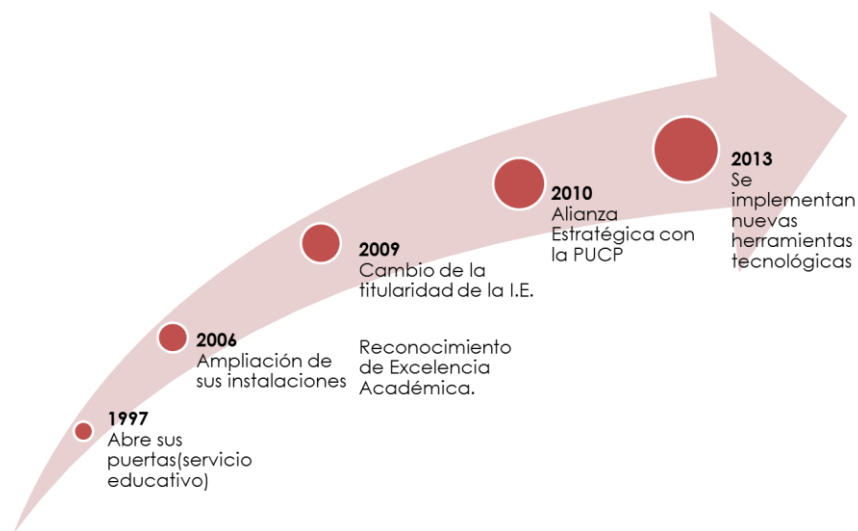 1997
Abre sus
puertas(servicio
educativo)
2006
Ampliación de
sus instalaciones
2009
Cambio de la
titularidad de la I.E.
Reconocimiento
de Excelencia
Académica.
2010
Alianza
Estratégica con
la PUCP
2013
Se
implementan
nuevas
herramientas
tecnológicas